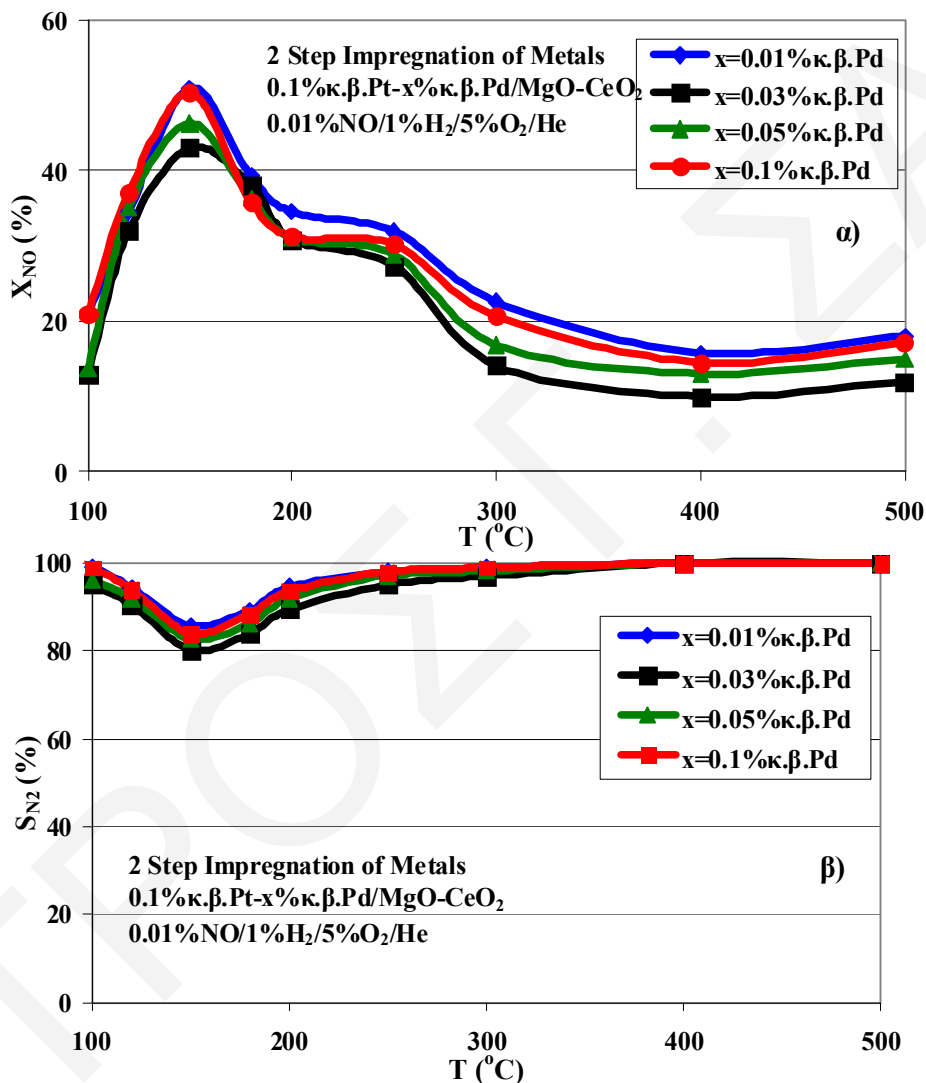 60
40
20
0
X_NO (%)
2 Step Impregnation of Metals
0.1%κ.β.Pt-x%κ.β.Pd/MgO-CeO₂
0.01%NO/1%H₂/5%O₂/He
x=0.01%κ.β.Pd
x=0.03%κ.β.Pd
x=0.05%κ.β.Pd
x=0.1%κ.β.Pd
α)
100 200 300 400 500
T (°C)
100
80
60
40
20
0
S_N2 (%)
x=0.01%κ.β.Pd
x=0.03%κ.β.Pd
x=0.05%κ.β.Pd
x=0.1%κ.β.Pd
2 Step Impregnation of Metals
0.1%κ.β.Pt-x%κ.β.Pd/MgO-CeO₂
0.01%NO/1%H₂/5%O₂/He
β)
100 200 300 400 500
T (°C)